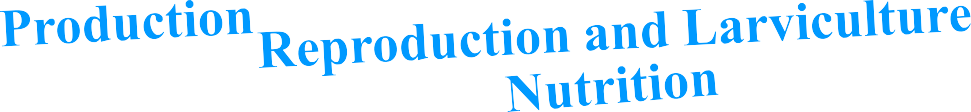 Production
Reproduction and Larviculture
Nutrition